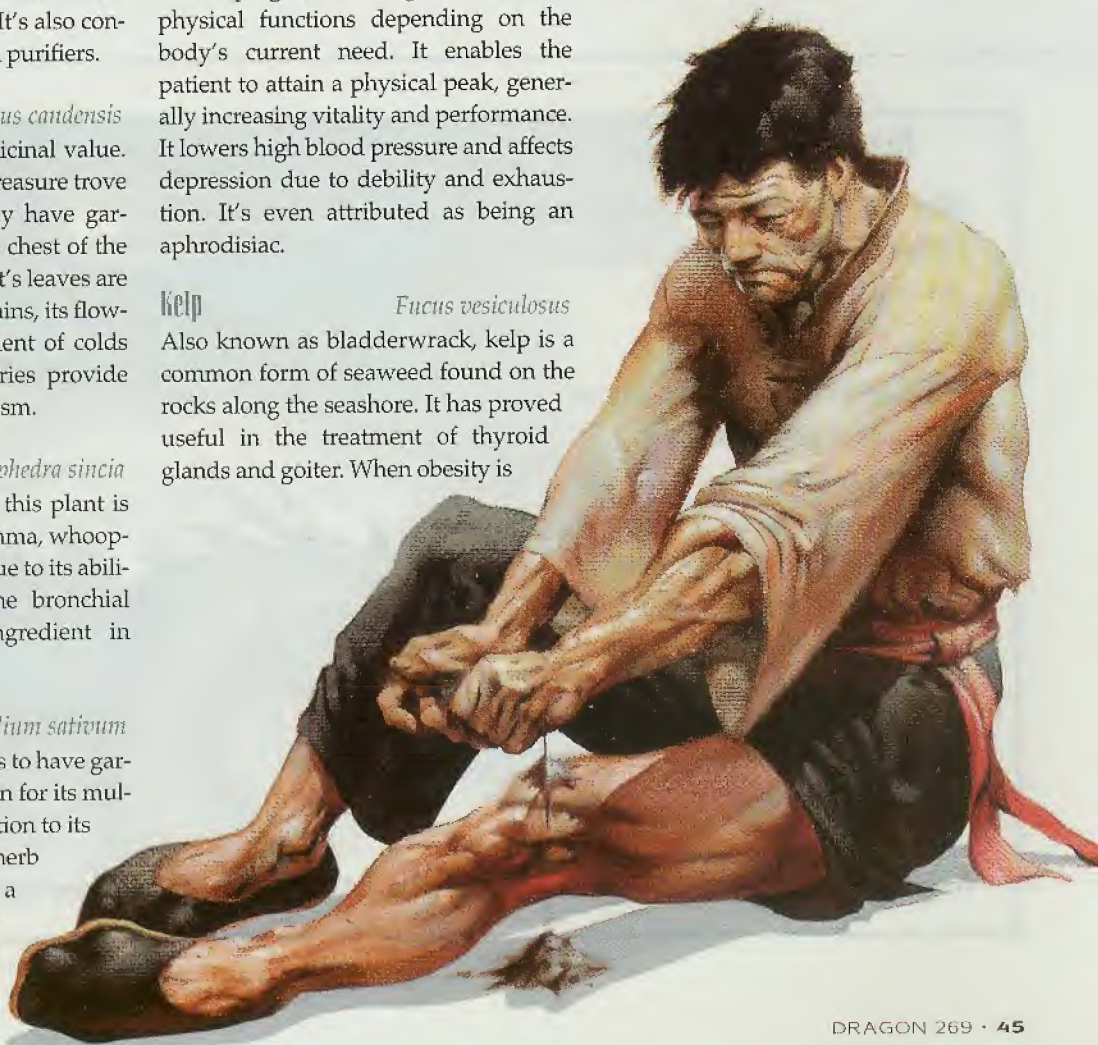 It's also con-
purifiers.
us candensis
icinal value.
reasure trove
y have gar-
chest of the
t's leaves are
ins, its flow-
ent of colds
ries provide
sm.
phedra sincia
this plant is
ma, whoop-
ue to its abili-
ne bronchial
ngredient in
lium sativum
s to have gar-
n for its mul-
tion to its
herb
a
physical functions depending on the
body's current need. It enables the
patient to attain a physical peak, gener-
ally increasing vitality and performance.
It lowers high blood pressure and affects
depression due to debility and exhaus-
tion. It's even attributed as being an
aphrodisiac.
Kelp Fucus vesiculosus
Also known as bladderwrack, kelp is a
common form of seaweed found on the
rocks along the seashore. It has proved
useful in the treatment of thyroid
glands and goiter. When obesity is
DRAGON 269 · 45